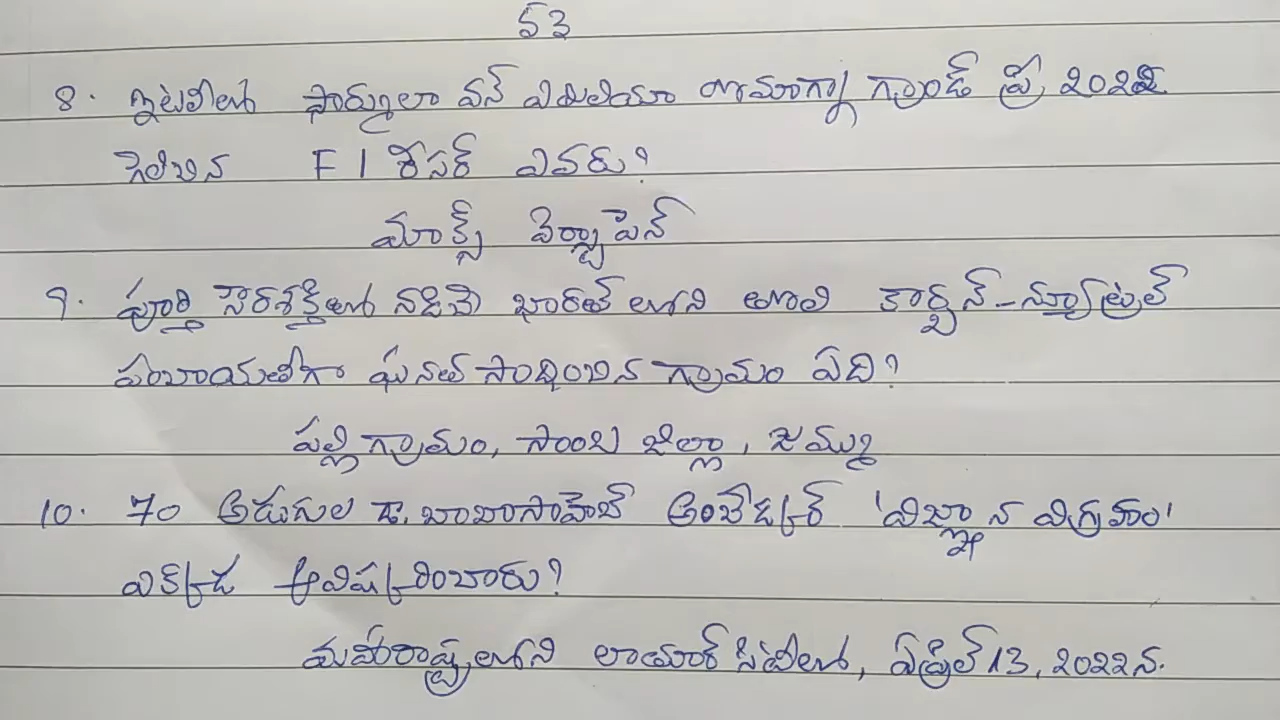 53
8. ఇటలీలో ఫార్ములా వన్ ఎమిలియా రొమాగ్నా గ్రాండ్ ప్రి 2022
గెలిచిన F1 రేసర్ ఎవరు?
మాక్స్ వెర్స్టాపెన్
9. పూర్తి సౌరశక్తితో నడిచే భారత్ లోని తొలి కార్బన్-న్యూట్రల్
పంచాయతీగా ఘనత సాధించిన గ్రామం ఏది?
పల్లి గ్రామం, సాంబ జిల్లా, జమ్ము
10. 70 అడుగుల డా. బాబాసాహెబ్ అంబేడ్కర్ 'విజ్ఞాన విగ్రహం'
ఎక్కడ ఆవిష్కరించారు?
మహారాష్ట్రలోని లాతూర్ సిటీలో, ఏప్రిల్ 13, 2022న.